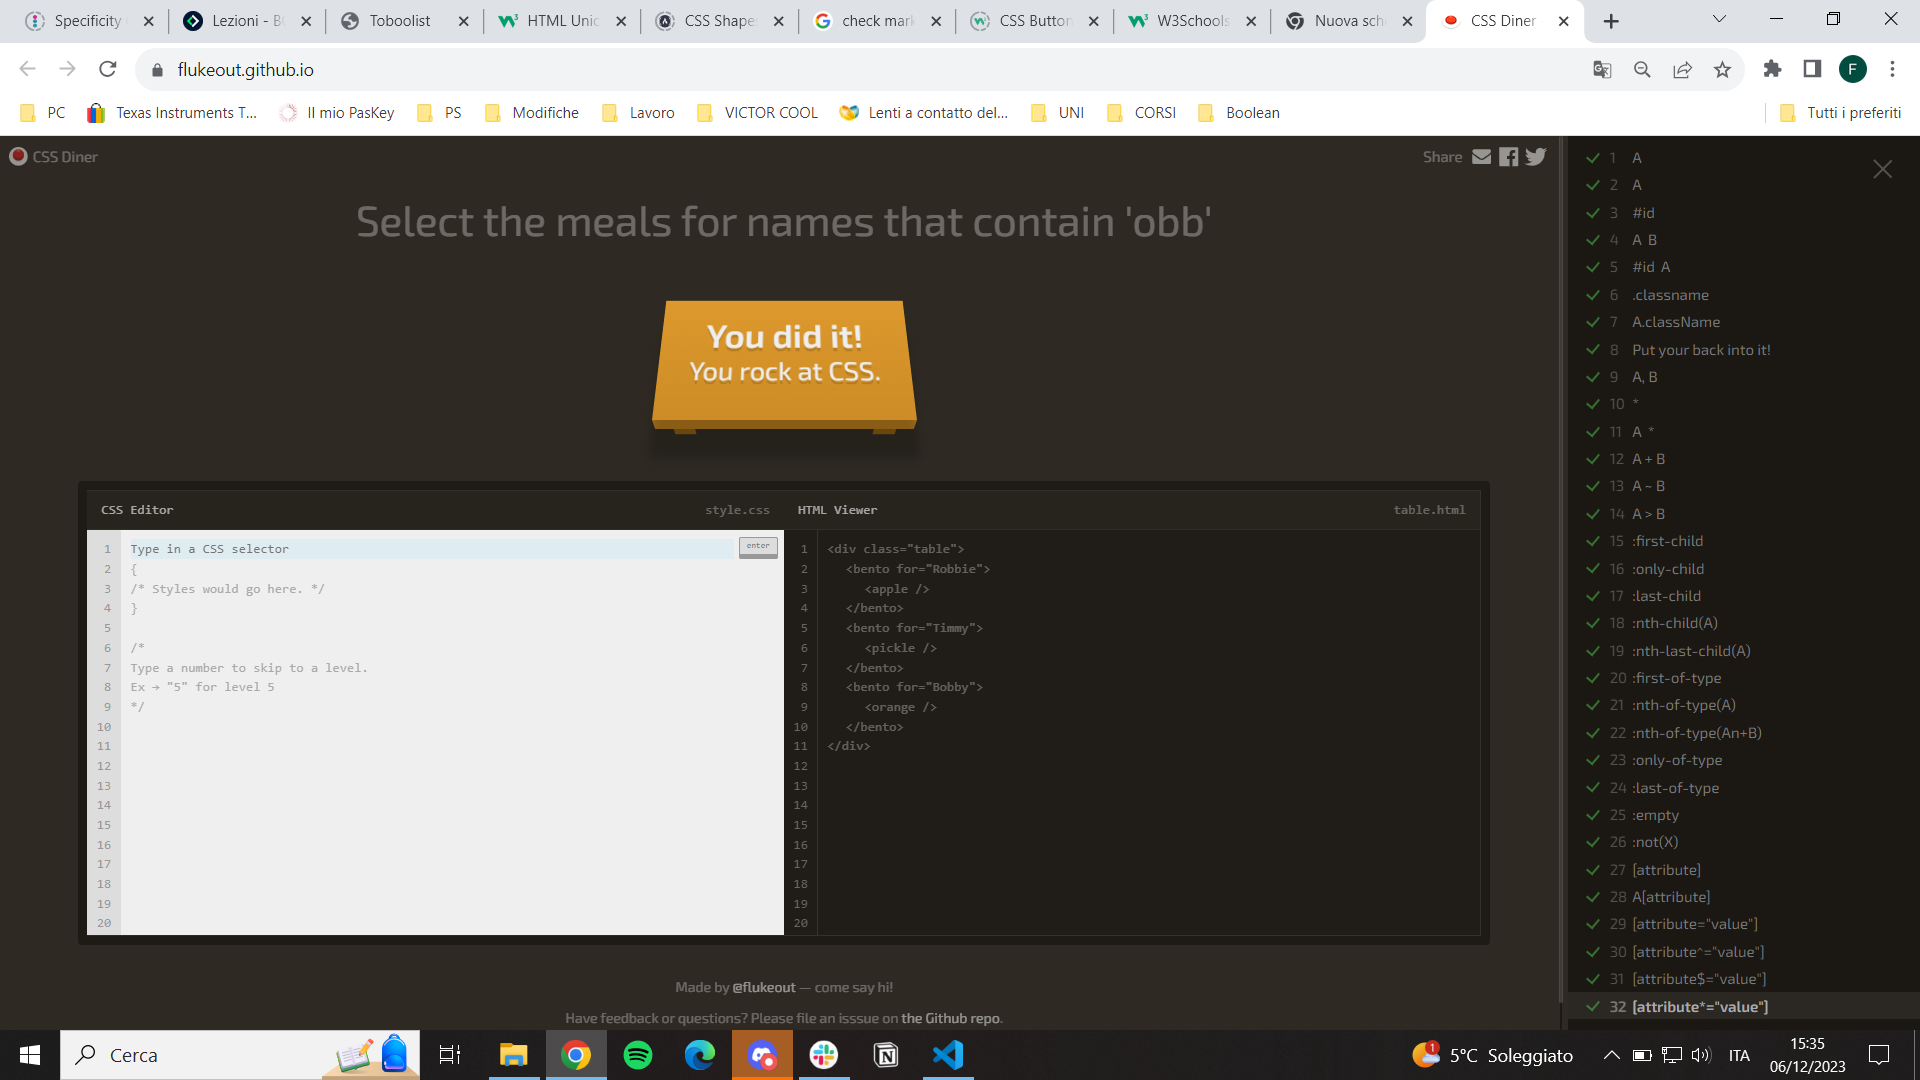 Specificity
Lezioni - BO
Toboolist
HTML Unic
CSS Shape
check mark
CSS Button
W3Schools
Nuova sch
CSS Diner
flukeout.github.io
F
PC
Texas Instruments T...
Il mio PasKey
PS
Modifiche
Lavoro
VICTOR COOL
Lenti a contatto del...
UNI
CORSI
Boolean
Tutti i preferiti
CSS Diner
Share
Select the meals for names that contain 'obb'
You did it!
You rock at CSS.
CSS Editor
style.css
1 Type in a CSS selector
enter
2 {
3 /* Styles would go here. */
4 }
5
6 /*
7 Type a number to skip to a level.
8 Ex → "5" for level 5
9 */
10
11
12
13
14
15
16
17
18
19
20
HTML Viewer
table.html
1 <div class="table">
2 <bento for="Robbie">
3 <apple />
4 </bento>
5 <bento for="Timmy">
6 <pickle />
7 </bento>
8 <bento for="Bobby">
9 <orange />
10 </bento>
11 </div>
12
13
14
15
16
17
18
19
20
Made by @flukeout — come say hi!
Have feedback or questions? Please file an isssue on the Github repo.
1 A
2 A
3 #id
4 A B
5 #id A
6 .classname
7 A.className
8 Put your back into it!
9 A, B
10 *
11 A *
12 A + B
13 A ~ B
14 A > B
15 :first-child
16 :only-child
17 :last-child
18 :nth-child(A)
19 :nth-last-child(A)
20 :first-of-type
21 :nth-of-type(A)
22 :nth-of-type(An+B)
23 :only-of-type
24 :last-of-type
25 :empty
26 :not(X)
27 [attribute]
28 A[attribute]
29 [attribute="value"]
30 [attribute^="value"]
31 [attribute$="value"]
32 [attribute*="value"]
Cerca
1
5°C Soleggiato
ITA
15:35
06/12/2023